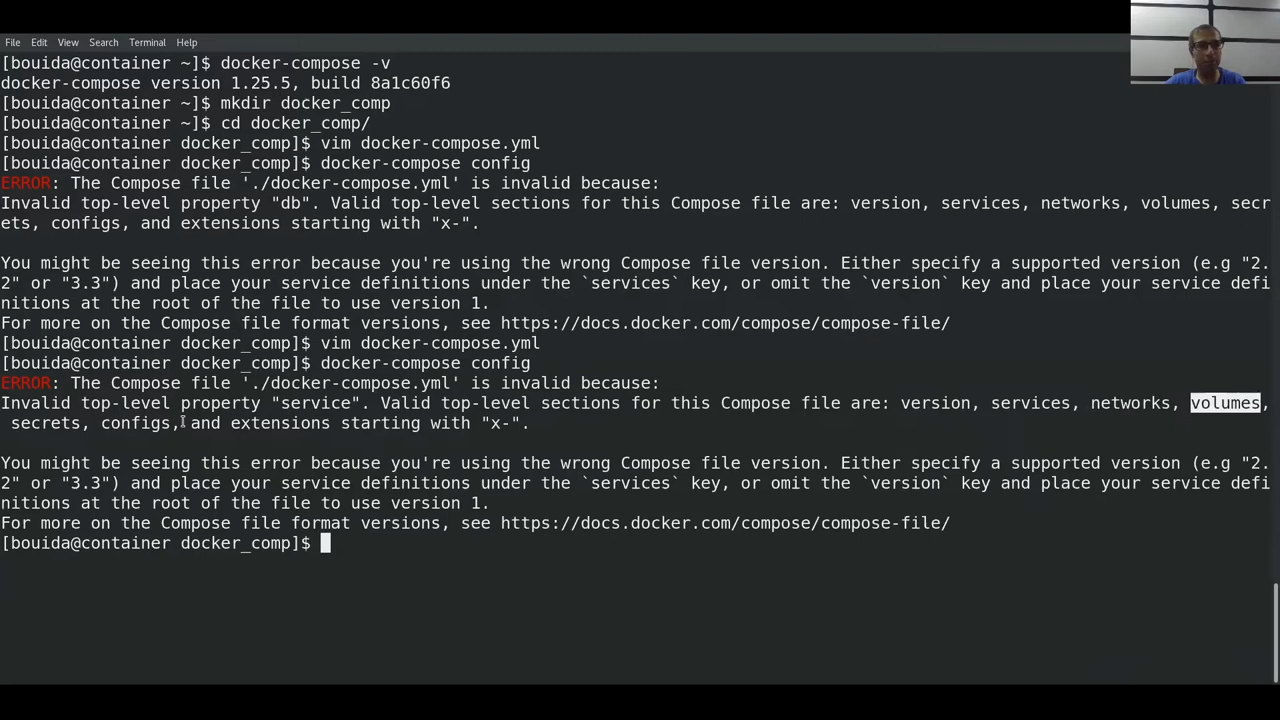 File Edit View Search Terminal Help
[bouida@container ~]$ docker-compose -v
docker-compose version 1.25.5, build 8a1c60f6
[bouida@container ~]$ mkdir docker_comp
[bouida@container ~]$ cd docker_comp/
[bouida@container docker_comp]$ vim docker-compose.yml
[bouida@container docker_comp]$ docker-compose config
ERROR: The Compose file './docker-compose.yml' is invalid because:
Invalid top-level property "db". Valid top-level sections for this Compose file are: version, services, networks, volumes, secr
ets, configs, and extensions starting with "x-".
You might be seeing this error because you're using the wrong Compose file version. Either specify a supported version (e.g "2.
2" or "3.3") and place your service definitions under the `services` key, or omit the `version` key and place your service defi
nitions at the root of the file to use version 1.
For more on the Compose file format versions, see https://docs.docker.com/compose/compose-file/
[bouida@container docker_comp]$ vim docker-compose.yml
[bouida@container docker_comp]$ docker-compose config
ERROR: The Compose file './docker-compose.yml' is invalid because:
Invalid top-level property "service". Valid top-level sections for this Compose file are: version, services, networks, volumes,
secrets, configs, and extensions starting with "x-".
You might be seeing this error because you're using the wrong Compose file version. Either specify a supported version (e.g "2.
2" or "3.3") and place your service definitions under the `services` key, or omit the `version` key and place your service defi
nitions at the root of the file to use version 1.
For more on the Compose file format versions, see https://docs.docker.com/compose/compose-file/
[bouida@container docker_comp]$